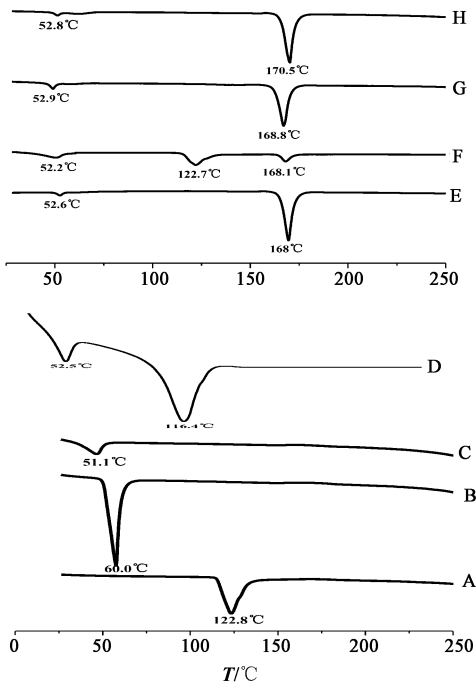 H
52.8℃
170.5℃
G
52.9℃
168.8℃
F
52.2℃ 122.7℃ 168.1℃
E
52.6℃
168℃
50 100 150 200 250
D
52.5℃
116.4℃
C
51.1℃
B
60.0℃
A
122.8℃
0 50 100 150 200 250
T/℃